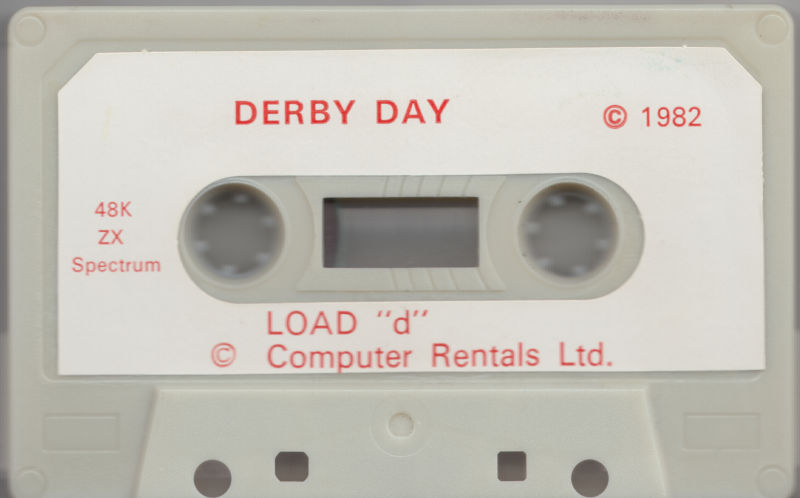 DERBY DAY
© 1982
48K
ZX
Spectrum
LOAD "d"
© Computer Rentals Ltd.